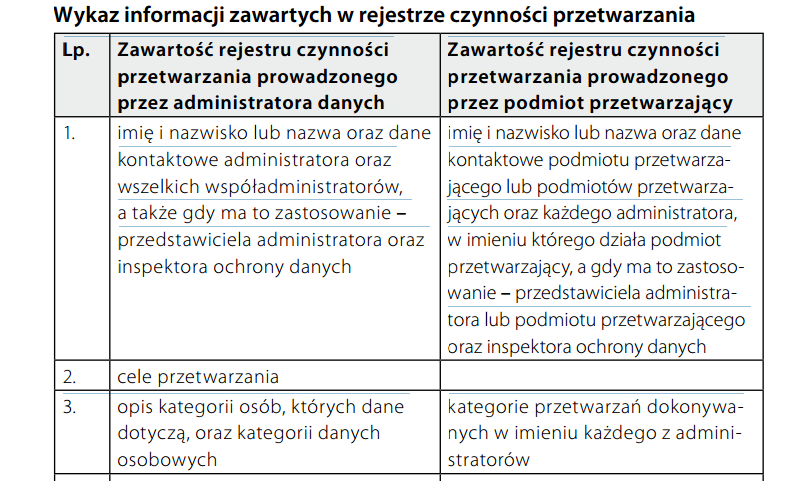 Wykaz informacji zawartych w rejestrze czynności przetwarzania
Lp.
Zawartość rejestru czynności
przetwarzania prowadzonego
przez administratora danych
Zawartość rejestru czynności
przetwarzania prowadzonego
przez podmiot przetwarzający
1.
imię i nazwisko lub nazwa oraz dane
kontaktowe administratora oraz
wszelkich współadministratorów,
a także gdy ma to zastosowanie –
przedstawiciela administratora oraz
inspektora ochrony danych
imię i nazwisko lub nazwa oraz dane
kontaktowe podmiotu przetwarza-
jącego lub podmiotów przetwarza-
jących oraz każdego administratora,
w imieniu którego działa podmiot
przetwarzający, a gdy ma to zastoso-
wanie – przedstawiciela administra-
tora lub podmiotu przetwarzającego
oraz inspektora ochrony danych
2.
cele przetwarzania
3.
opis kategorii osób, których dane
dotyczą, oraz kategorii danych
osobowych
kategorie przetwarzań dokonywa-
nych w imieniu każdego z admini-
stratorów